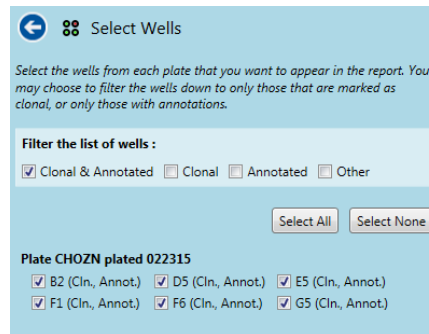 Select Wells
Select the wells from each plate that you want to appear in the report. You
may choose to filter the wells down to only those that are marked as
clonal, or only those with annotations.
Filter the list of wells :
Clonal & Annotated Clonal Annotated Other
Select All Select None
Plate CHOZN plated 022315
B2 (Cln., Annot.) D5 (Cln., Annot.) E5 (Cln., Annot.)
F1 (Cln., Annot.) F6 (Cln., Annot.) G5 (Cln., Annot.)